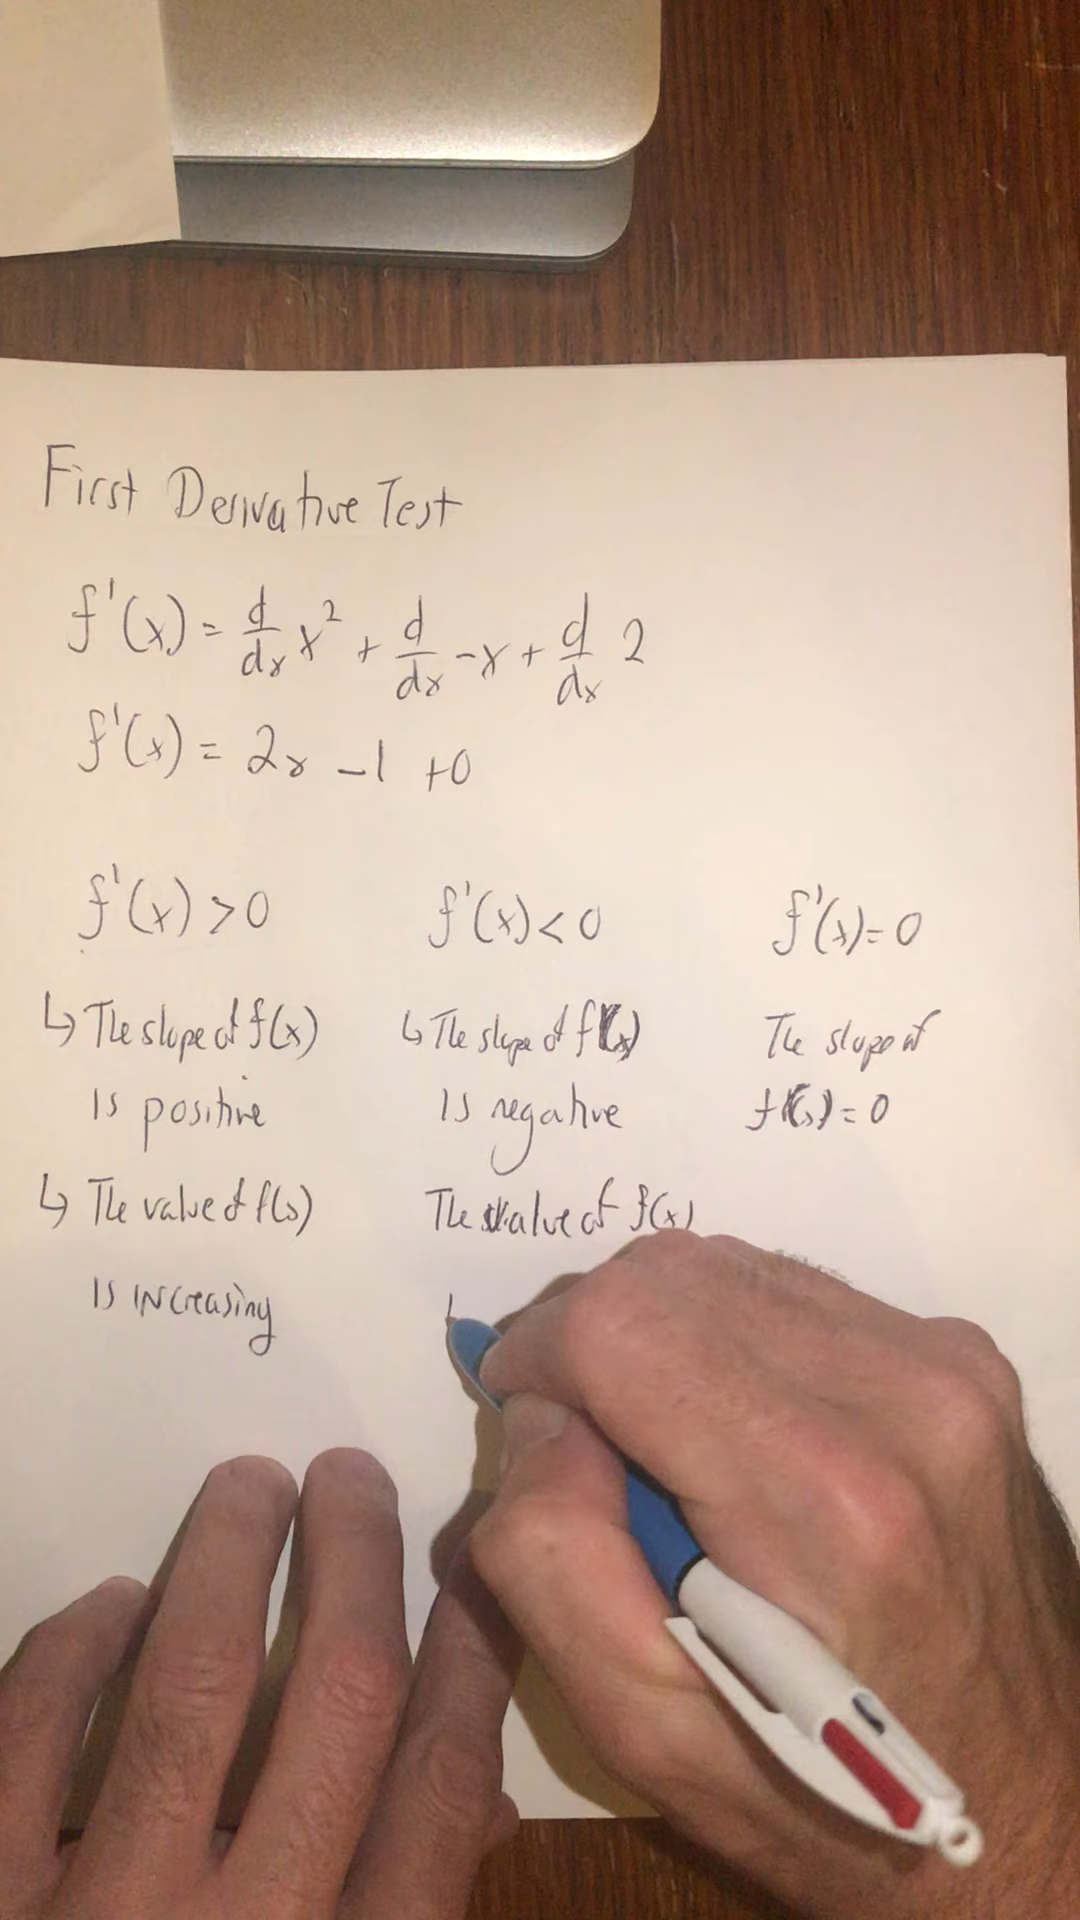 First Derivative Test
f'(x) = d/dx x² + d/dx -x + d/dx 2
f'(x) = 2x -1 +0
f'(x) > 0
↳ The slope of f(x)
is positive
↳ The value of f(x)
is increasing
f'(x) < 0
↳ The slope of f(x)
is negative
The value of f(x)
f'(x) = 0
The slope of
f(x) = 0